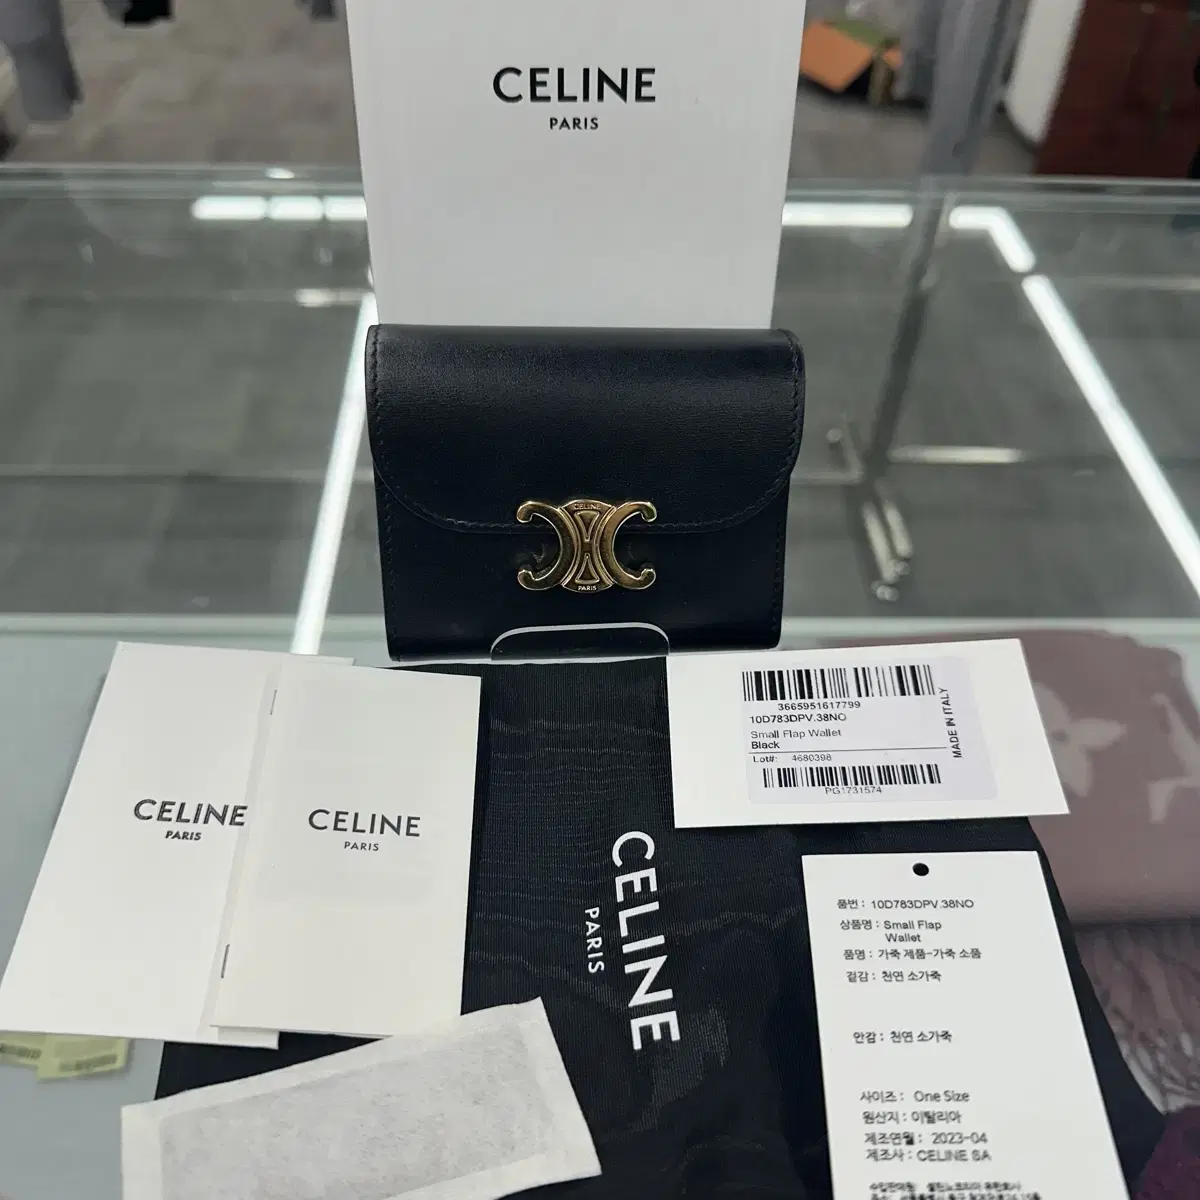 CELINE
PARIS
CELINE
PARIS
3665951617799
10D783DPV.38NO
Small Flap Wallet
Black
Lot#: 4680398
PG1731574
MADE IN ITALY
CELINE
PARIS
CELINE
PARIS
CELINE
PARIS
품번 : 10D783DPV.38NO
상품명 : Small Flap
Wallet
품명 : 가죽 제품-가죽 소품
겉감 : 천연 소가죽
안감 : 천연 소가죽
사이즈 : One Size
원산지 : 이탈리아
제조연월 : 2023-04
제조사 : CELINE SA